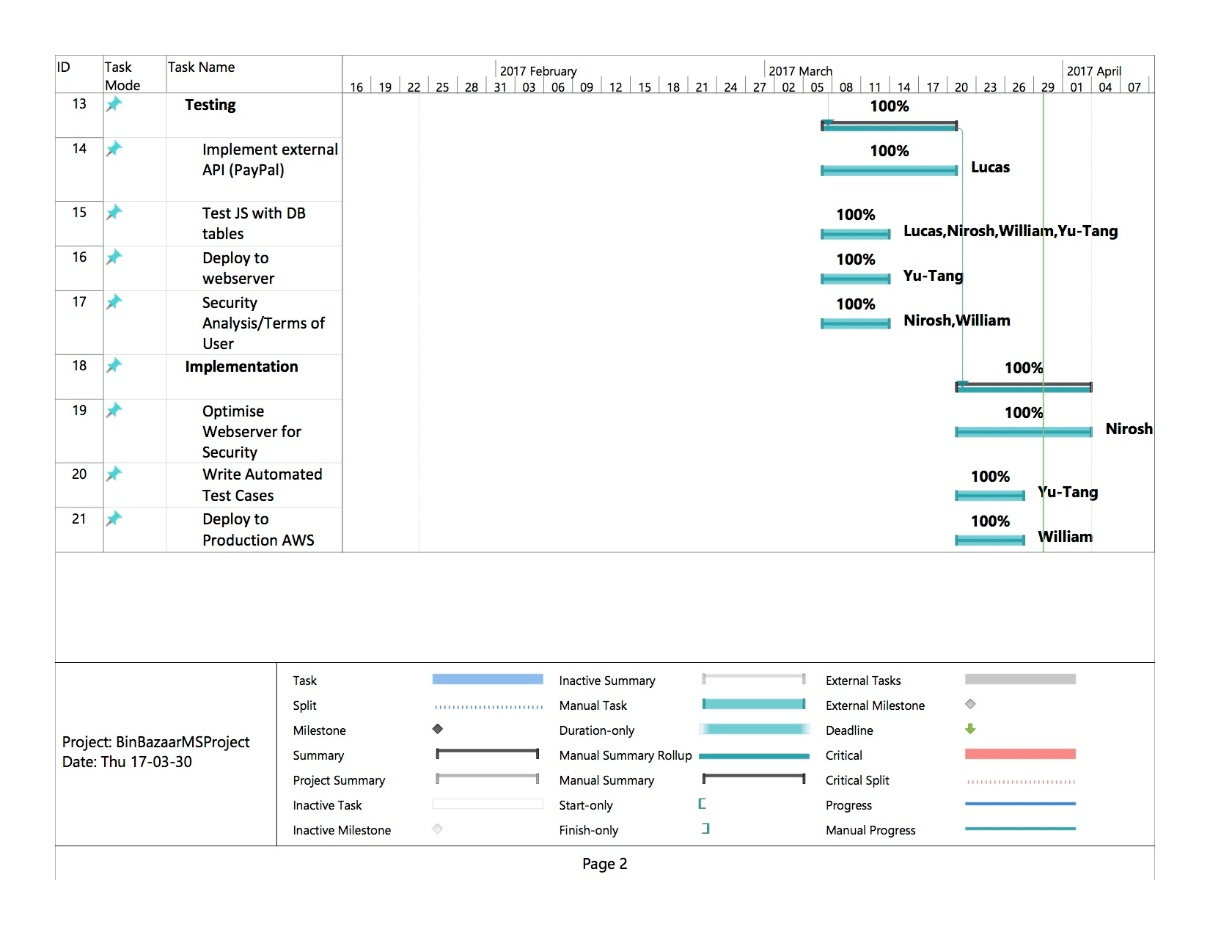 ID Task Mode Task Name
2017 February 2017 March 2017 April
16 19 22 25 28 31 03 06 09 12 15 18 21 24 27 02 05 08 11 14 17 20 23 26 29 01 04 07
13 Testing 100%
14 Implement external API (PayPal) 100% Lucas
15 Test JS with DB tables 100% Lucas,Nirosh,William,Yu-Tang
16 Deploy to webserver 100% Yu-Tang
17 Security Analysis/Terms of User 100% Nirosh,William
18 Implementation 100%
19 Optimise Webserver for Security 100% Nirosh
20 Write Automated Test Cases 100% Yu-Tang
21 Deploy to Production AWS 100% William
Project: BinBazaarMSProject
Date: Thu 17-03-30
Task Inactive Summary External Tasks
Split Manual Task External Milestone
Milestone Duration-only Deadline
Summary Manual Summary Rollup Critical
Project Summary Manual Summary Critical Split
Inactive Task Start-only Progress
Inactive Milestone Finish-only Manual Progress
Page 2